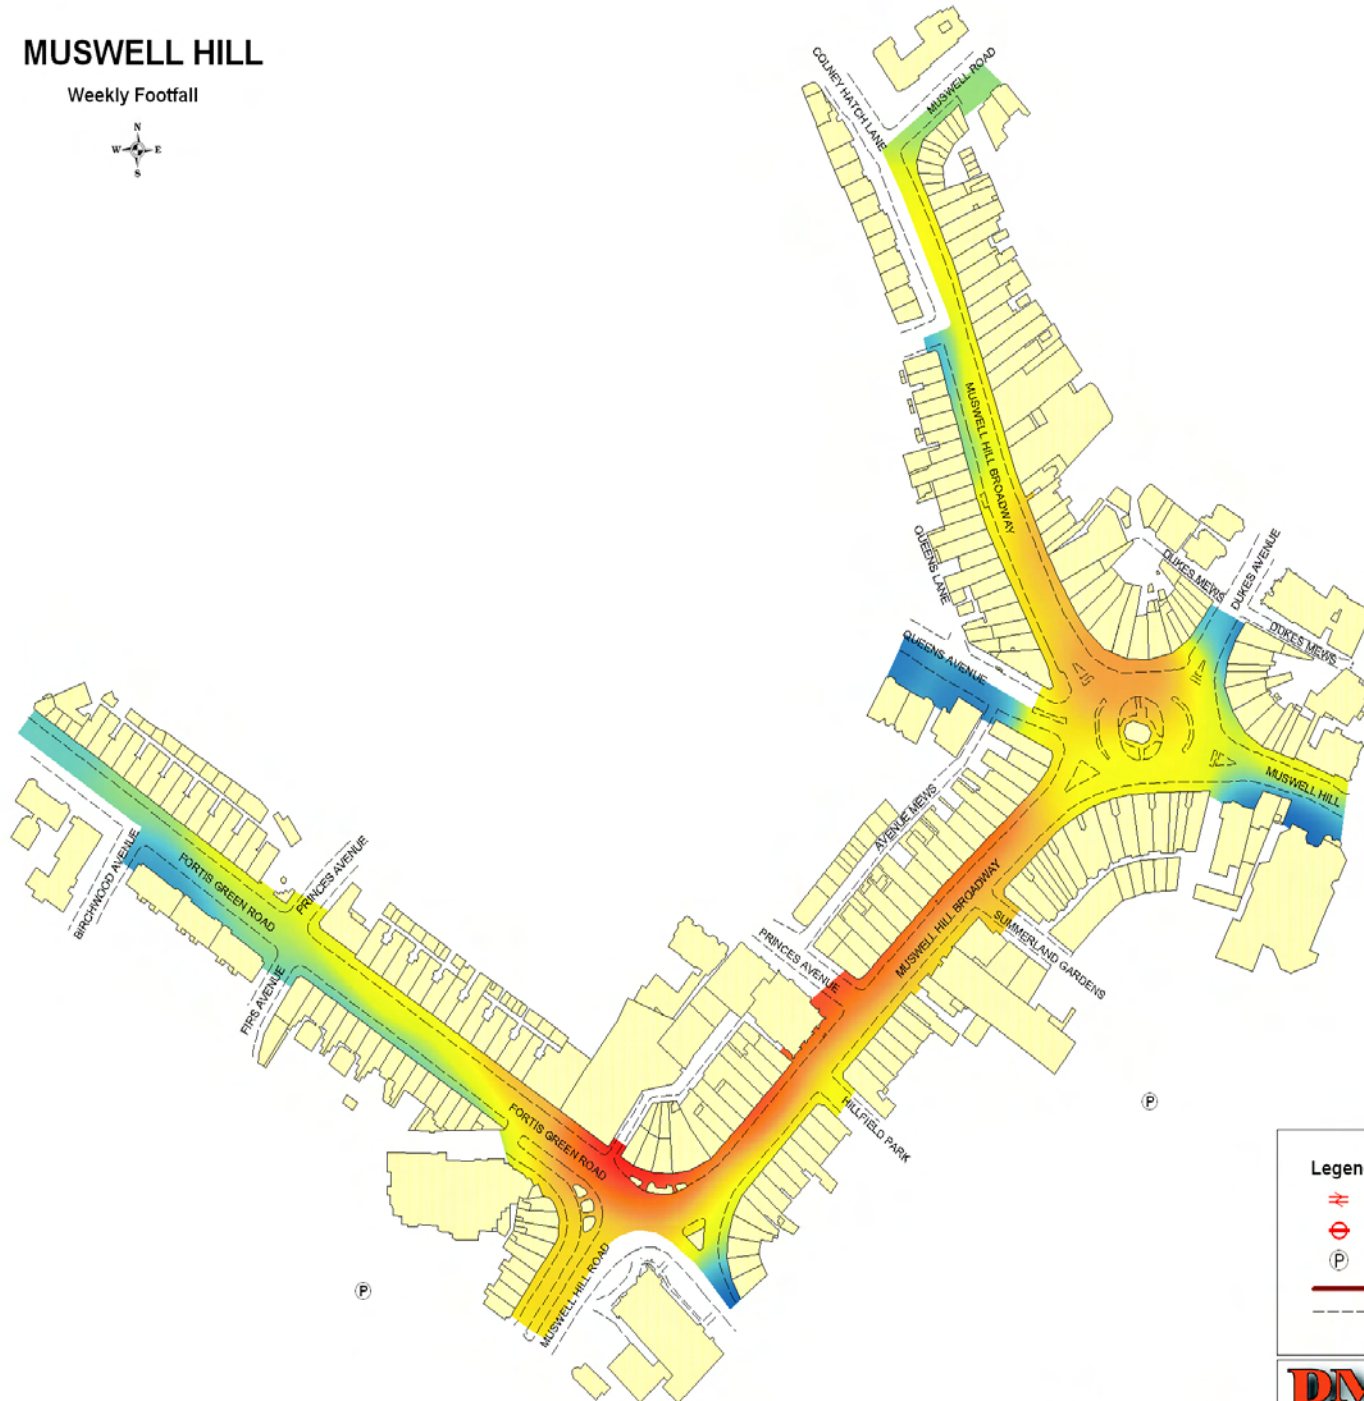 MUSWELL HILL
Weekly Footfall
N
W E
S
COLNEY HATCH LANE
MUSWELL ROAD
MUSWELL HILL BROADWAY
QUEENS LANE
DUKES MEWS
DUKES AVENUE
DUKES MEWS
QUEENS AVENUE
MUSWELL HILL
AVENUE MEWS
BIRCHWOOD AVENUE
FORTIS GREEN ROAD
PRINCES AVENUE
FIRS AVENUE
MUSWELL HILL BROADWAY
SUMMERLAND GARDENS
PRINCES AVENUE
HILLFIELD PARK
FORTIS GREEN ROAD
MUSWELL HILL ROAD
P
P
Legen
P
DM